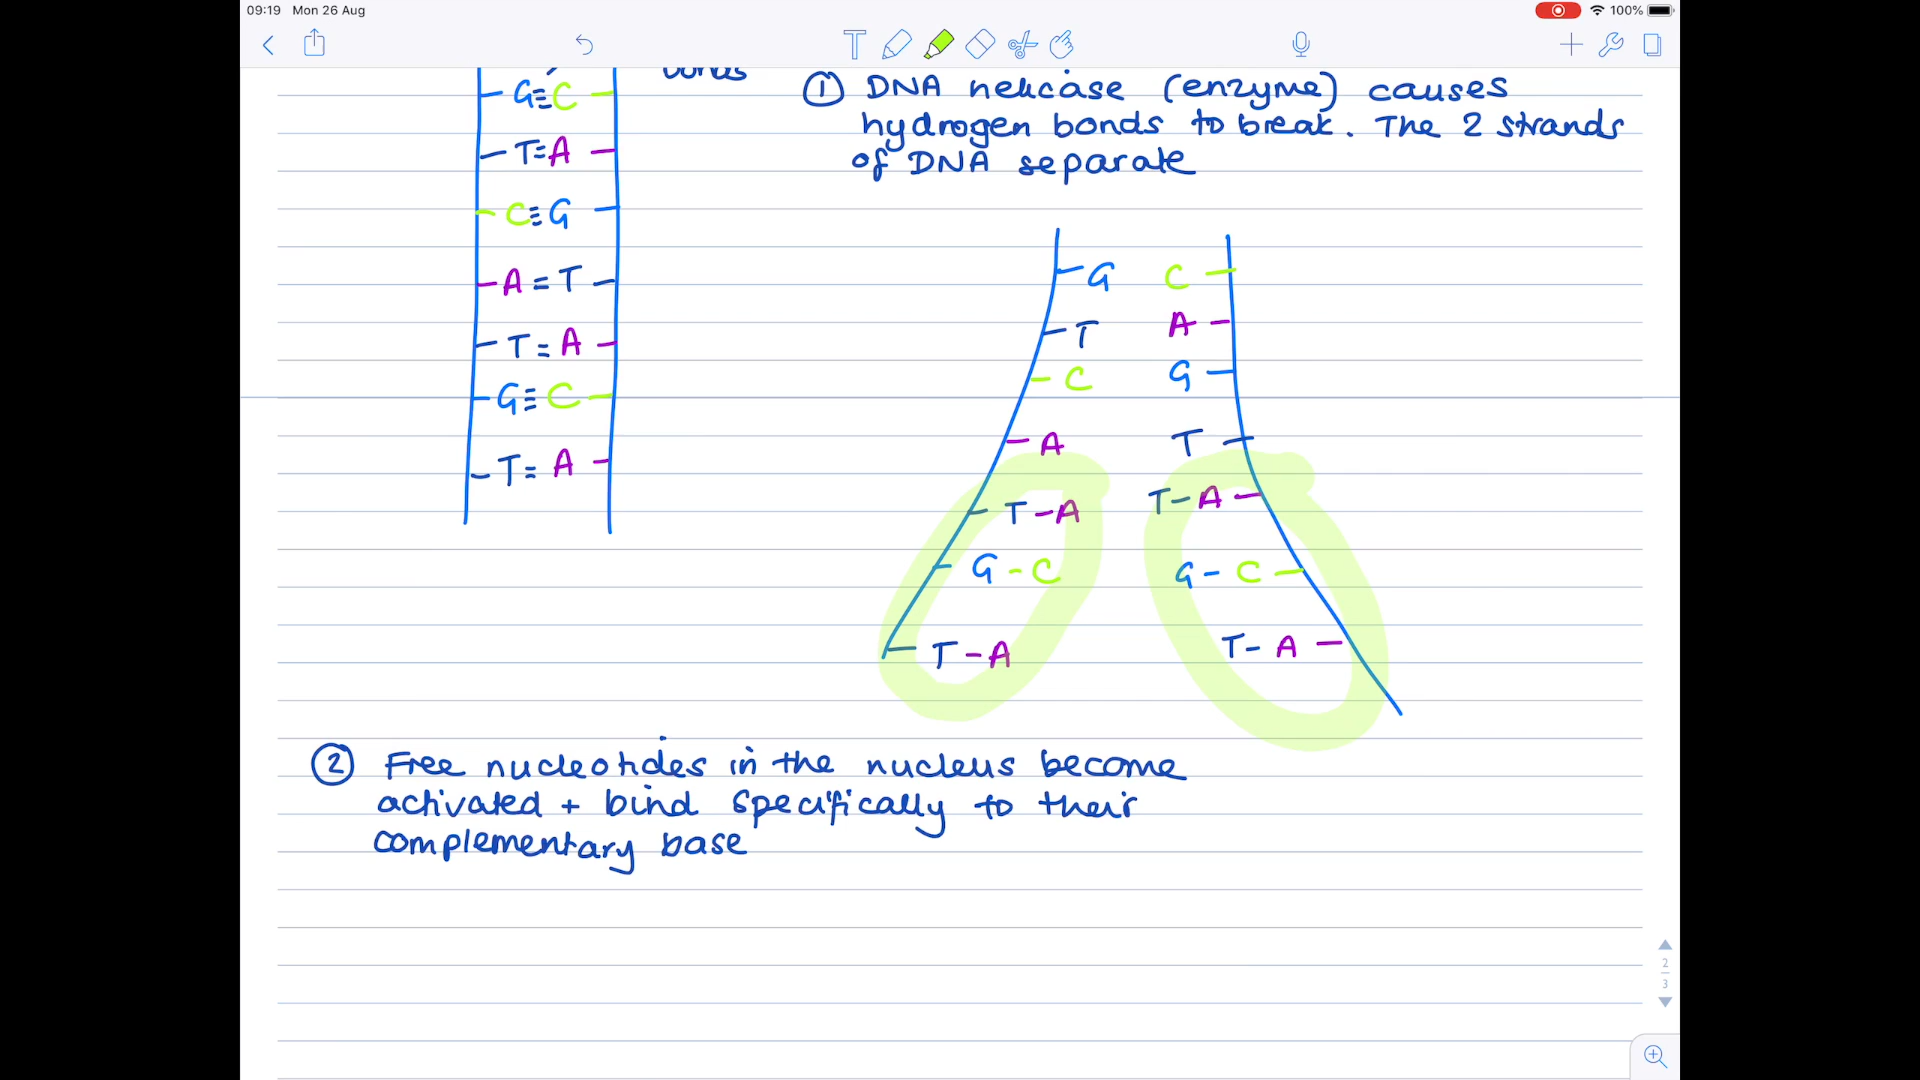 09:19 Mon 26 Aug
100%
T
bonds
① DNA helicase (enzyme) causes
hydrogen bonds to break. The 2 strands
of DNA separate
G≡C
T=A
C≡G
A=T
T=A
G≡C
T=A
G C
T A
C G
A T
T-A T-A
G-C G-C
T-A T-A
② Free nucleotides in the nucleus become
activated + bind specifically to their
complementary base
2
3